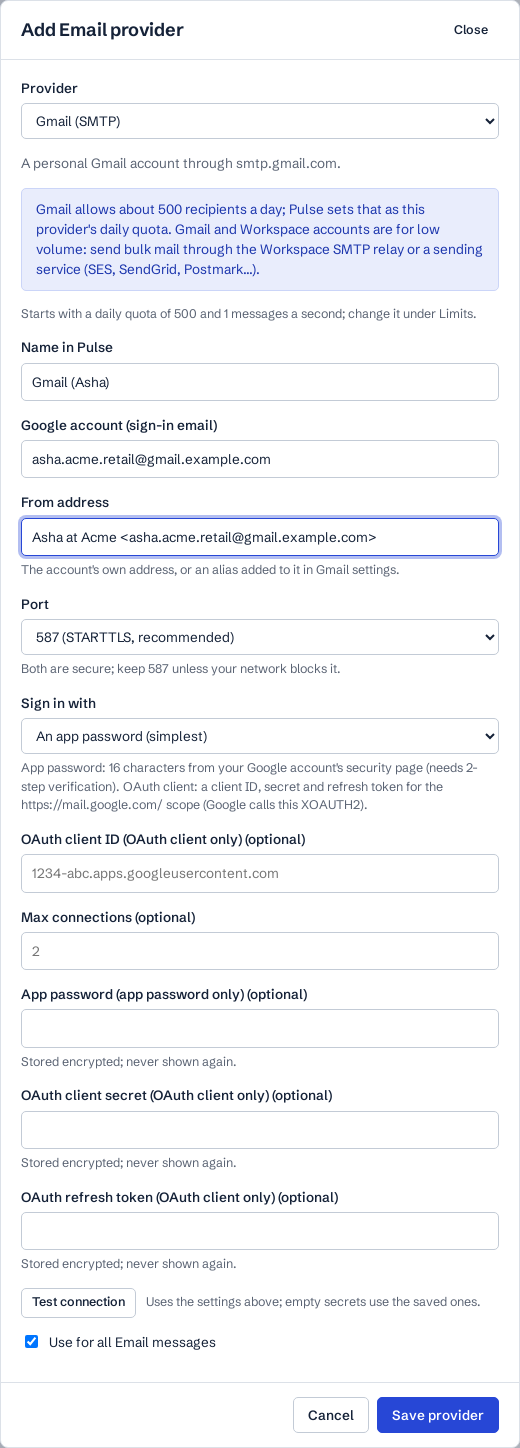 Add Email provider
Close
Provider
Gmail (SMTP)
A personal Gmail account through smtp.gmail.com.
Gmail allows about 500 recipients a day; Pulse sets that as this
provider's daily quota. Gmail and Workspace accounts are for low
volume: send bulk mail through the Workspace SMTP relay or a sending
service (SES, SendGrid, Postmark...).
Starts with a daily quota of 500 and 1 messages a second; change it under Limits.
Name in Pulse
Gmail (Asha)
Google account (sign-in email)
asha.acme.retail@gmail.example.com
From address
Asha at Acme <asha.acme.retail@gmail.example.com>
The account's own address, or an alias added to it in Gmail settings.
Port
587 (STARTTLS, recommended)
Both are secure; keep 587 unless your network blocks it.
Sign in with
An app password (simplest)
App password: 16 characters from your Google account's security page (needs 2-
step verification). OAuth client: a client ID, secret and refresh token for the
https://mail.google.com/ scope (Google calls this XOAUTH2).
OAuth client ID (OAuth client only) (optional)
1234-abc.apps.googleusercontent.com
Max connections (optional)
2
App password (app password only) (optional)
Stored encrypted; never shown again.
OAuth client secret (OAuth client only) (optional)
Stored encrypted; never shown again.
OAuth refresh token (OAuth client only) (optional)
Stored encrypted; never shown again.
Test connection
Uses the settings above; empty secrets use the saved ones.
Use for all Email messages
Cancel
Save provider